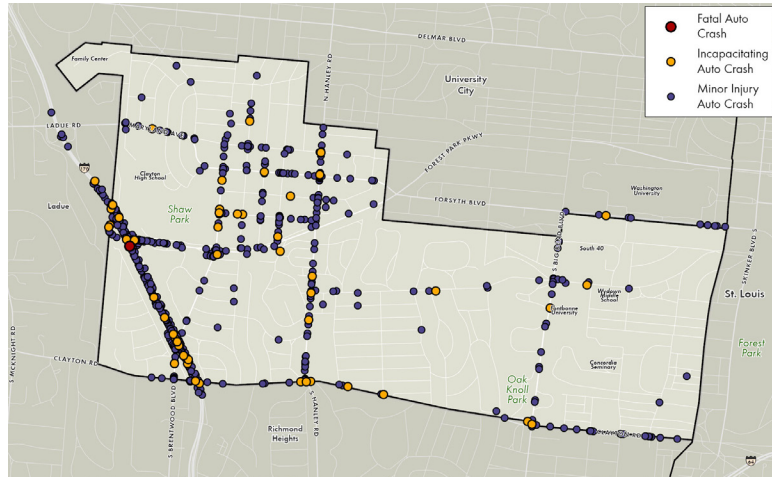 Fatal Auto
Crash
Incapacitating
Auto Crash
Minor Injury
Auto Crash
DELMAR BLVD
Family Center
N HANLEY RD
University
City
LADUE RD
FOREST PARK PKWY
170
Clayton
High School
Washington
University
FORSYTH BLVD
Ladue
Shaw
Park
S BIG BEND BLVD
SKINKER BLVD S
South 40
Wydown
Middle
School
St. Louis
Fontbonne
University
S MCKNIGHT RD
Forest
Park
CLAYTON RD
Concordia
Seminary
Oak
Knoll
Park
S BRENTWOOD BLVD
S HANLEY RD
Richmond
Heights
64